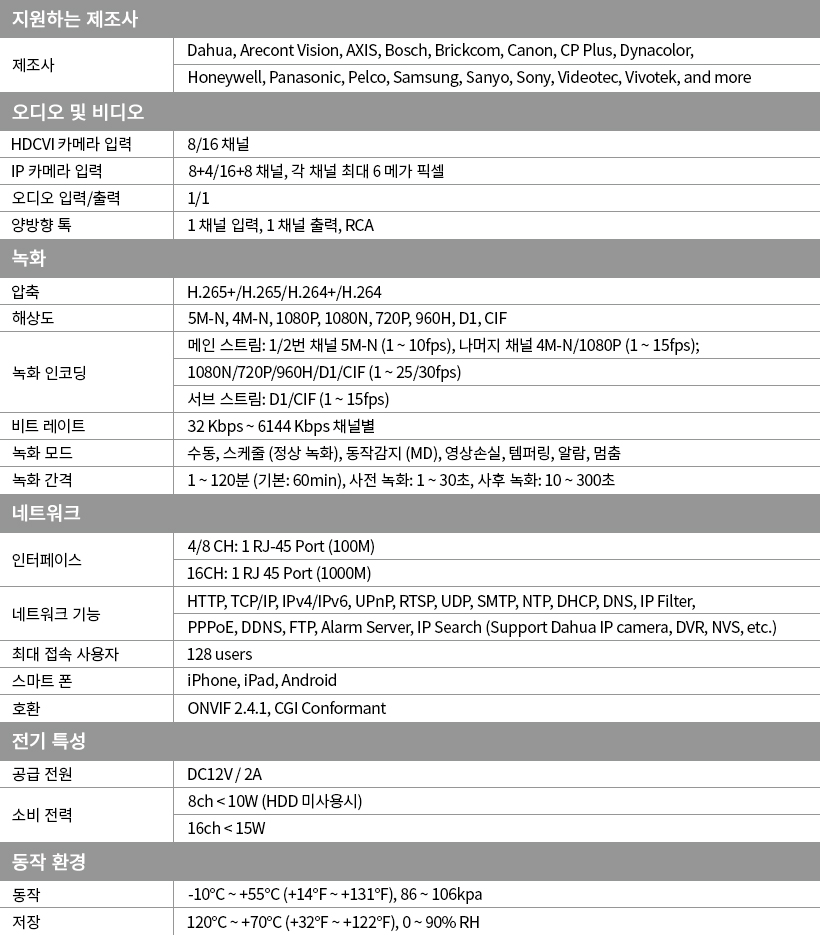 지원하는 제조사
제조사
Dahua, Arecont Vision, AXIS, Bosch, Brickcom, Canon, CP Plus, Dynacolor,
Honeywell, Panasonic, Pelco, Samsung, Sanyo, Sony, Videotec, Vivotek, and more
오디오 및 비디오
HDCVI 카메라 입력 8/16 채널
IP 카메라 입력 8+4/16+8 채널, 각 채널 최대 6 메가 픽셀
오디오 입력/출력 1/1
양방향 톡 1 채널 입력, 1 채널 출력, RCA
녹화
압축 H.265+/H.265/H.264+/H.264
해상도 5M-N, 4M-N, 1080P, 1080N, 720P, 960H, D1, CIF
녹화 인코딩
메인 스트림: 1/2번 채널 5M-N (1 ~ 10fps), 나머지 채널 4M-N/1080P (1 ~ 15fps);
1080N/720P/960H/D1/CIF (1 ~ 25/30fps)
서브 스트림: D1/CIF (1 ~ 15fps)
비트 레이트 32 Kbps ~ 6144 Kbps 채널별
녹화 모드 수동, 스케줄 (정상 녹화), 동작감지 (MD), 영상손실, 템퍼링, 알람, 멈춤
녹화 간격 1 ~ 120분 (기본: 60min), 사전 녹화: 1 ~ 30초, 사후 녹화: 10 ~ 300초
네트워크
인터페이스
4/8 CH: 1 RJ-45 Port (100M)
16CH: 1 RJ 45 Port (1000M)
네트워크 기능
HTTP, TCP/IP, IPv4/IPv6, UPnP, RTSP, UDP, SMTP, NTP, DHCP, DNS, IP Filter,
PPPoE, DDNS, FTP, Alarm Server, IP Search (Support Dahua IP camera, DVR, NVS, etc.)
최대 접속 사용자 128 users
스마트 폰 iPhone, iPad, Android
호환 ONVIF 2.4.1, CGI Conformant
전기 특성
공급 전원 DC12V / 2A
소비 전력
8ch < 10W (HDD 미사용시)
16ch < 15W
동작 환경
동작 -10°C ~ +55°C (+14°F ~ +131°F), 86 ~ 106kpa
저장 120°C ~ +70°C (+32°F ~ +122°F), 0 ~ 90% RH